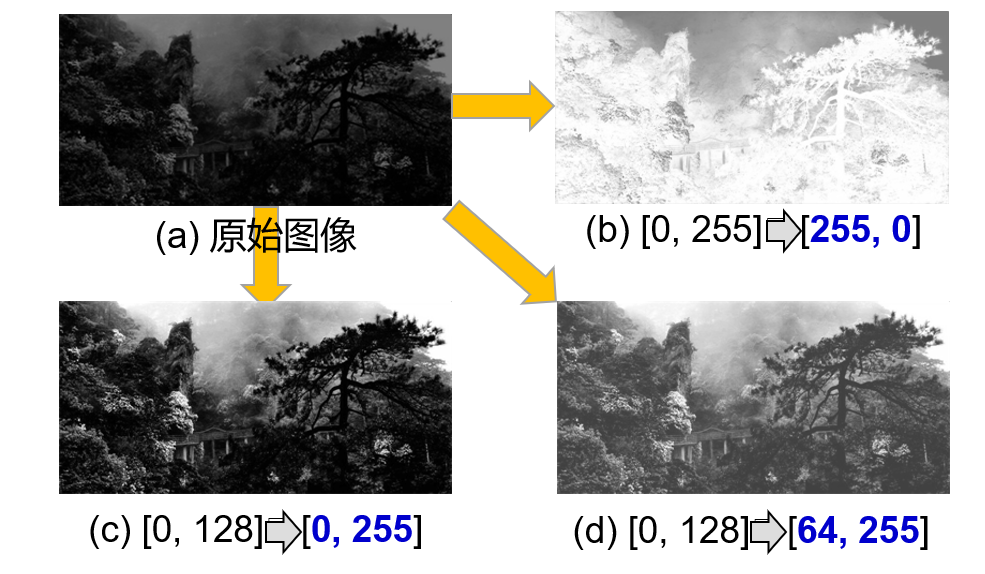 (a) 原始图像
(b) [0, 255]⇨[255, 0]
(c) [0, 128]⇨[0, 255]
(d) [0, 128]⇨[64, 255]